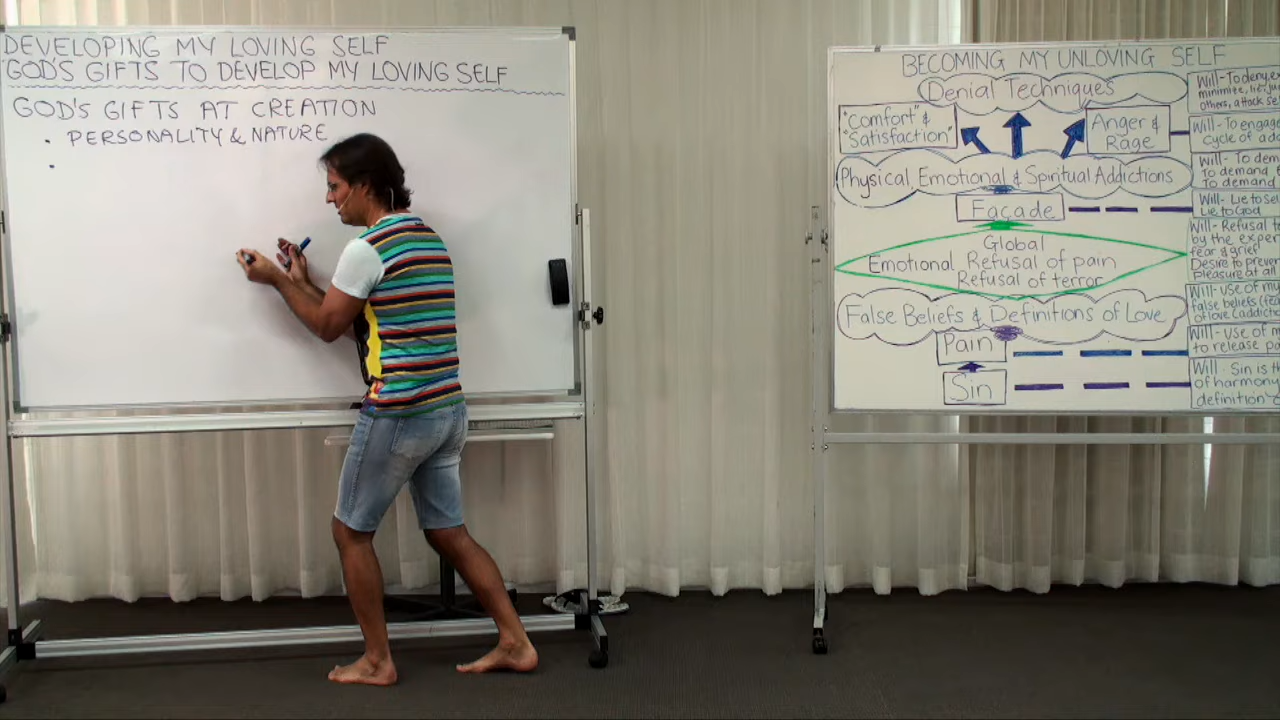 DEVELOPING MY LOVING SELF
GOD'S GIFTS TO DEVELOP MY LOVING SELF
GOD'S GIFTS AT CREATION
• PERSONALITY & NATURE
•
BECOMING MY UNLOVING SELF
Denial Techniques
"Comfort" &
"Satisfaction"
Anger &
Rage
Physical, Emotional & Spiritual Addictions
Façade
Global
Emotional Refusal of pain
Refusal of terror
False Beliefs & Definitions of Love
Pain
Sin
Will - To deny,
minimize,
others, attack
Will - To engage
cycle of
Will - To
To demand
To demand
Will - Lie to
Lie to God
Will - Refusal
by the
fear & grief
Desire to
Pleasure at all
Will - use of
false beliefs
of love
Will - use of
to release
Will - Sin is
of
definition